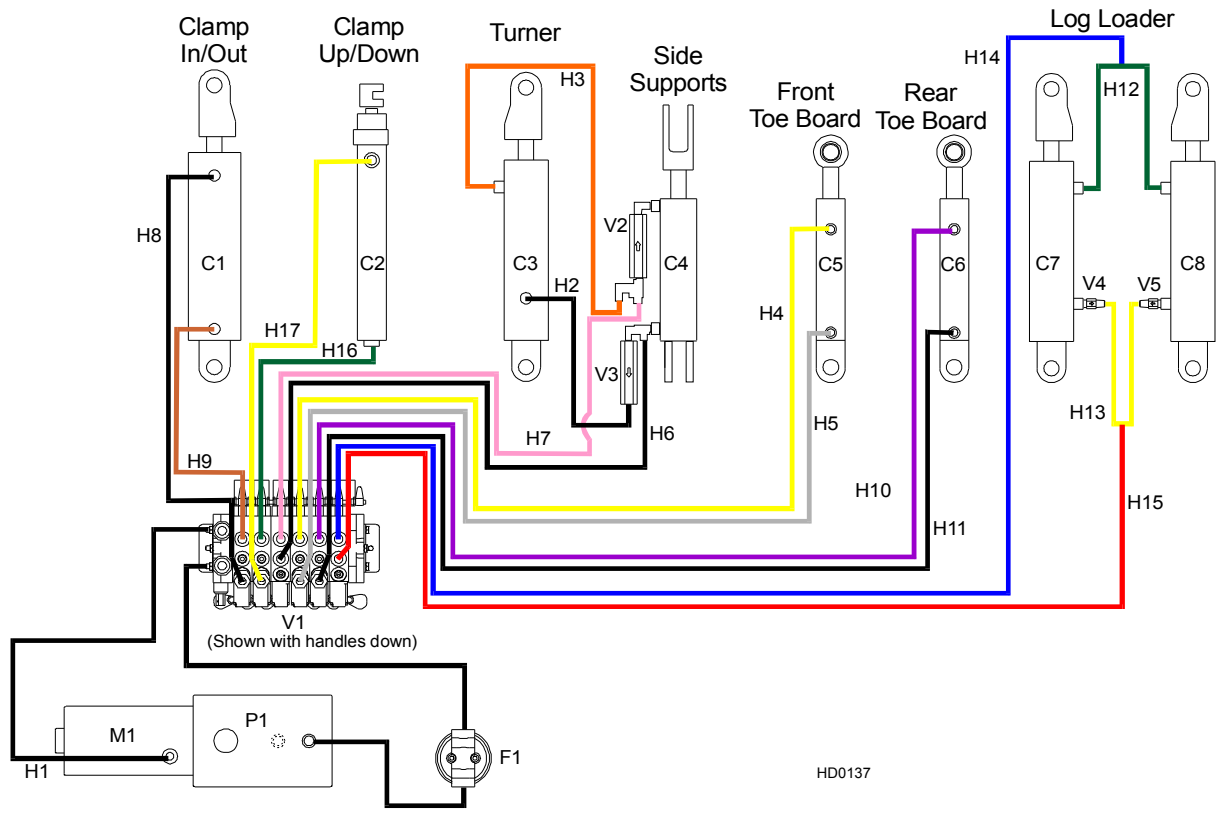 Clamp
In/Out
Clamp
Up/Down
Turner
Side
Supports
Front
Toe Board
Rear
Toe Board
Log Loader
H14
H3
H12
H8
V2
C1
C2
C3
C4
C5
C6
C7
C8
H2
V4
V5
H4
H17
H16
V3
H13
H5
H6
H7
H9
H10
H11
H15
V1
(Shown with handles down)
M1
P1
F1
H1
HD0137